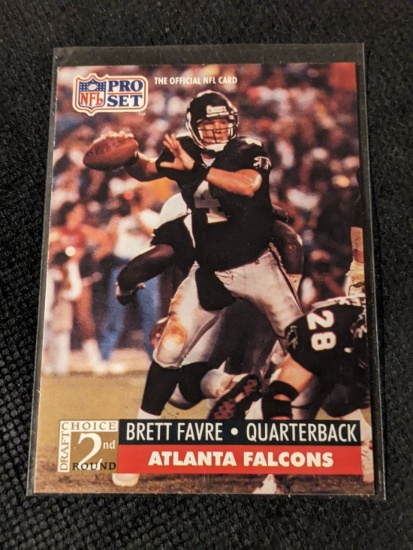 NFL PRO SET
THE OFFICIAL NFL CARD
4
28
DRAFT CHOICE
2nd
ROUND
BRETT FAVRE • QUARTERBACK
ATLANTA FALCONS